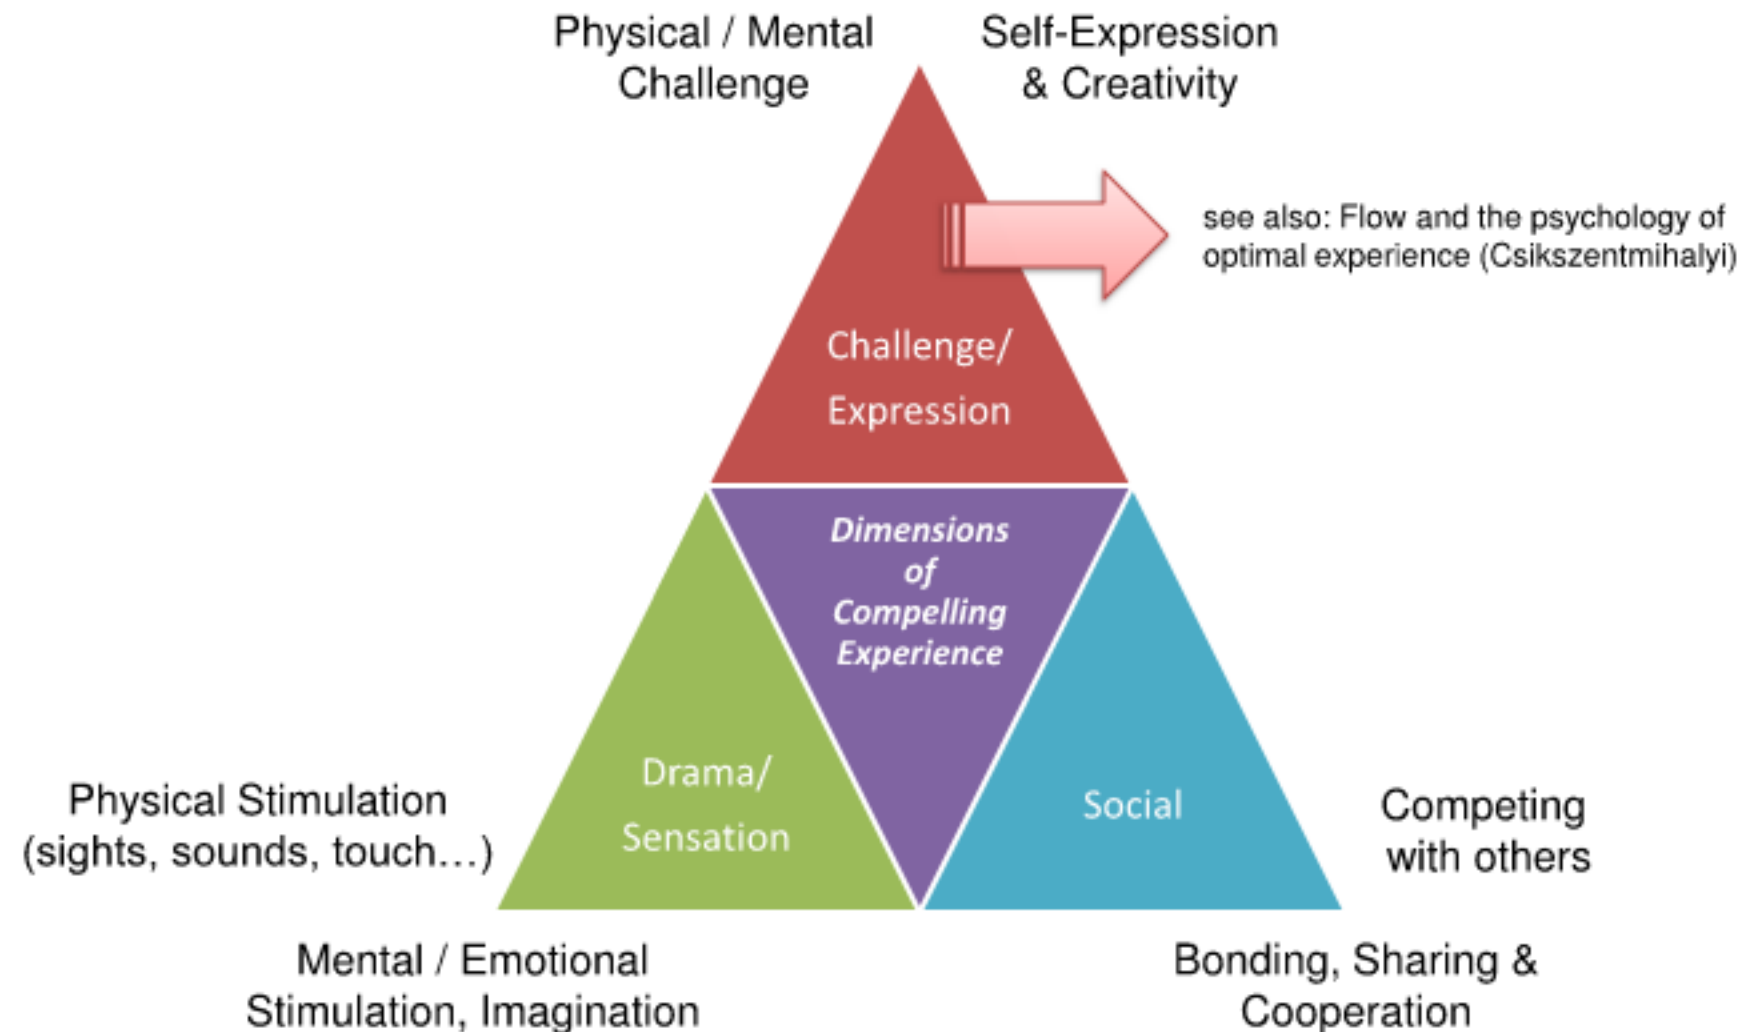 Physical / Mental
Challenge
Self-Expression
& Creativity
see also: Flow and the psychology of
optimal experience (Csikszentmihalyi)
Challenge/
Expression
Dimensions
of
Compelling
Experience
Drama/
Sensation
Social
Physical Stimulation
(sights, sounds, touch...)
Competing
with others
Mental / Emotional
Stimulation, Imagination
Bonding, Sharing &
Cooperation